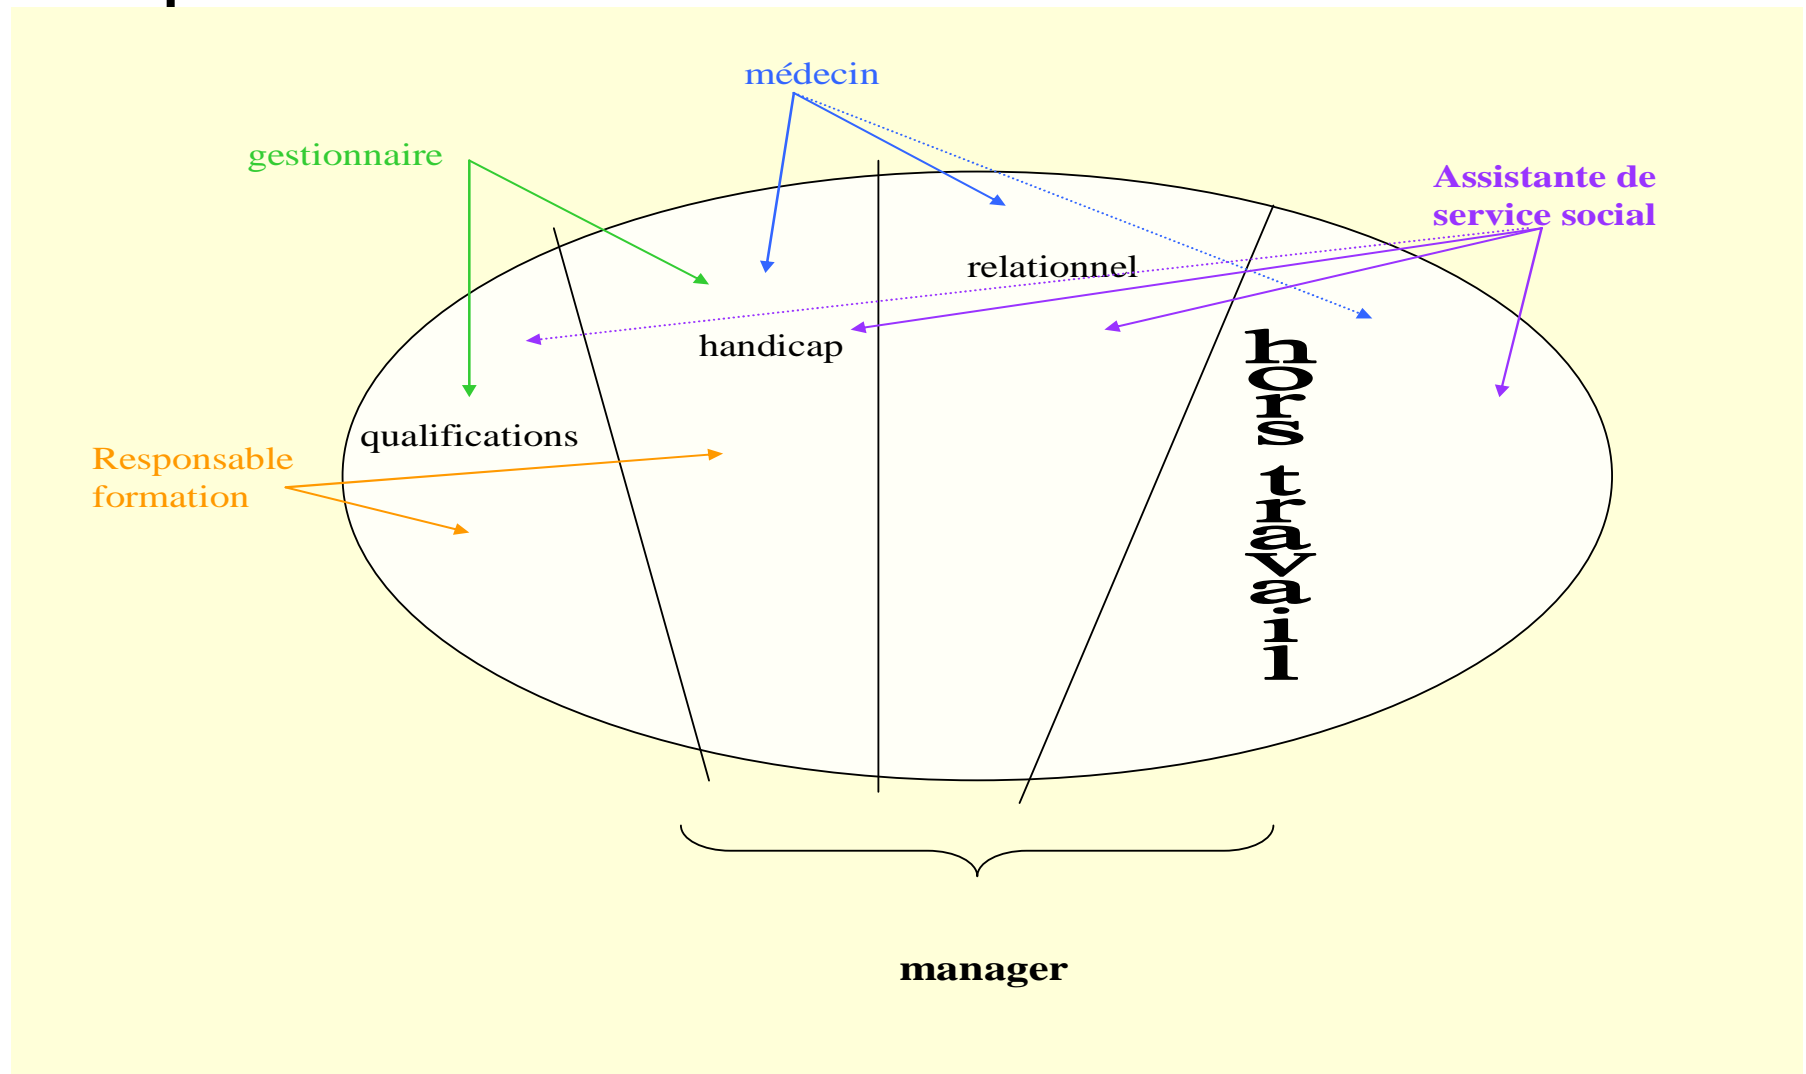 médecin
gestionnaire
Assistante de
service social
relationnel
handicap
qualifications
Responsable
formation
hors travail
manager